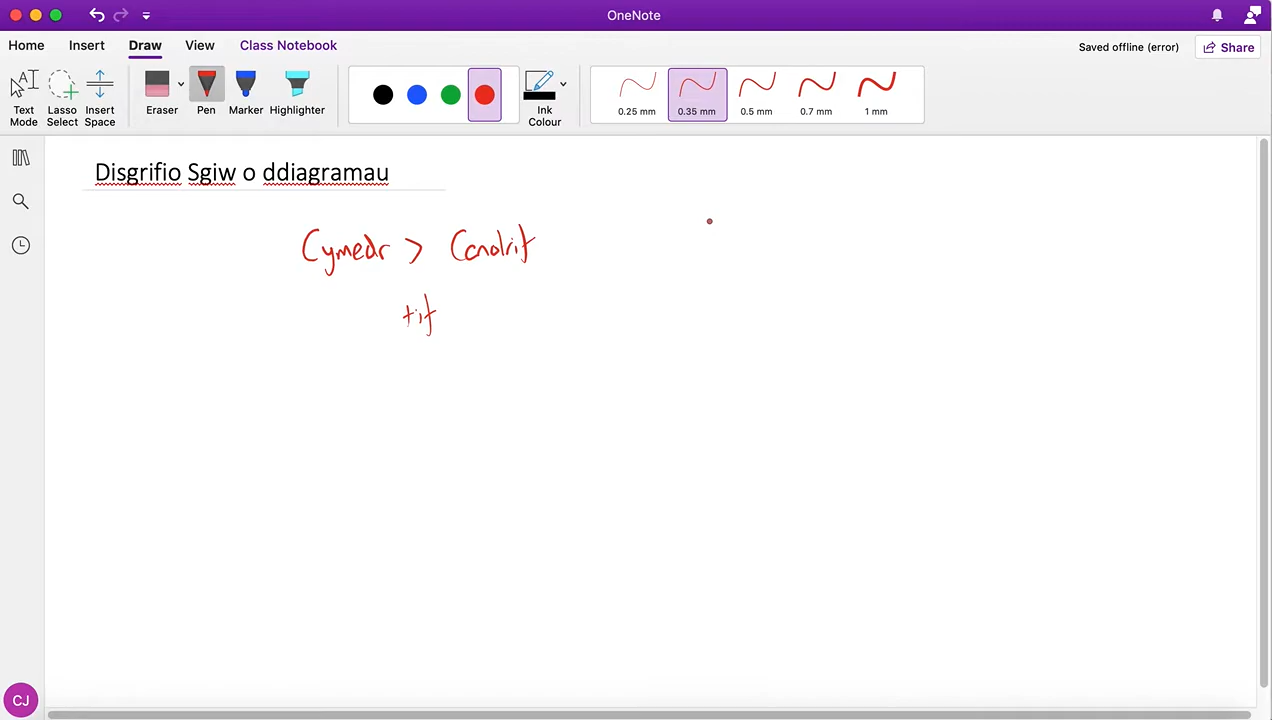 OneNote
Home Insert Draw View Class Notebook Saved offline (error) Share
Text Mode Lasso Select Insert Space Eraser Pen Marker Highlighter Ink Colour 0.25 mm 0.35 mm 0.5 mm 0.7 mm 1 mm
Disgrifio Sgiw o ddiagramau
Cymedr > Canolrif
+if
CJ